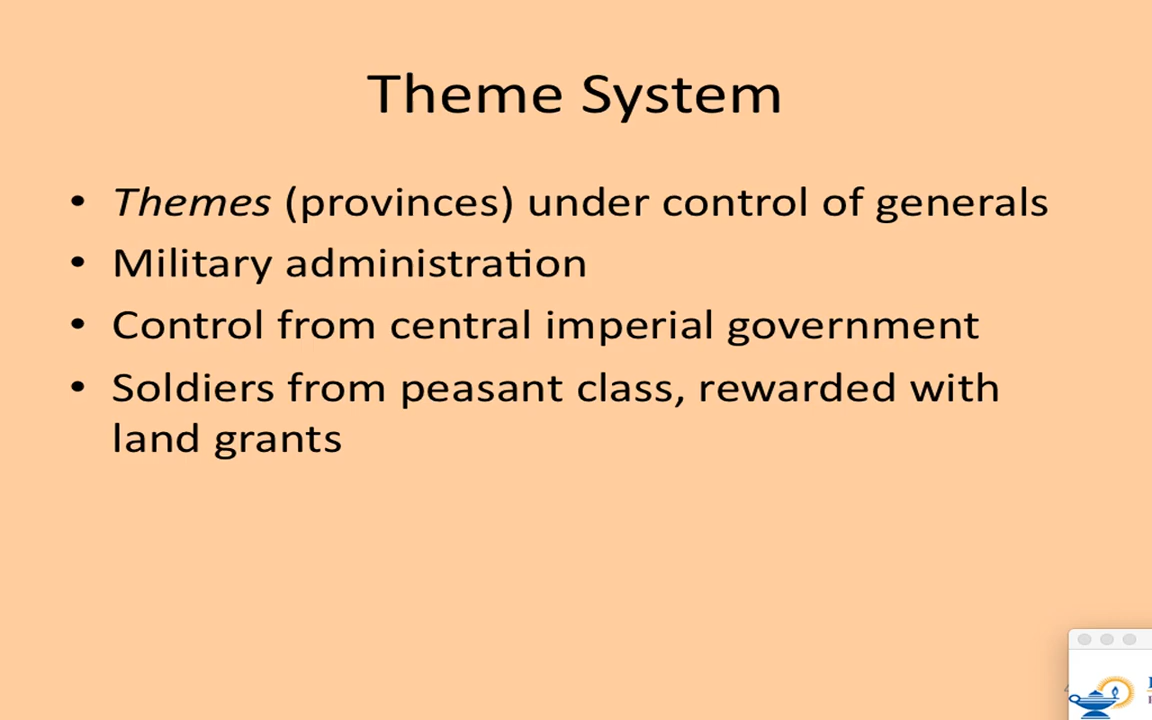 Theme System
• Themes (provinces) under control of generals
• Military administration
• Control from central imperial government
• Soldiers from peasant class, rewarded with
land grants